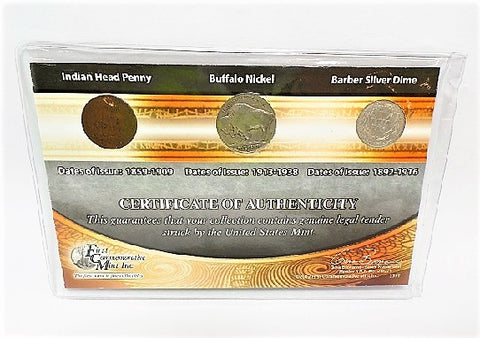 Indian Head Penny Buffalo Nickel Barber Silver Dime
Dates of Issue: 1859-1909 Dates of Issue: 1913-1938 Dates of Issue: 1892-1916
CERTIFICATE OF AUTHENTICITY
This guarantees that your collection contains genuine legal tender
struck by the United States Mint.
First
Commemorative
Mint Inc.